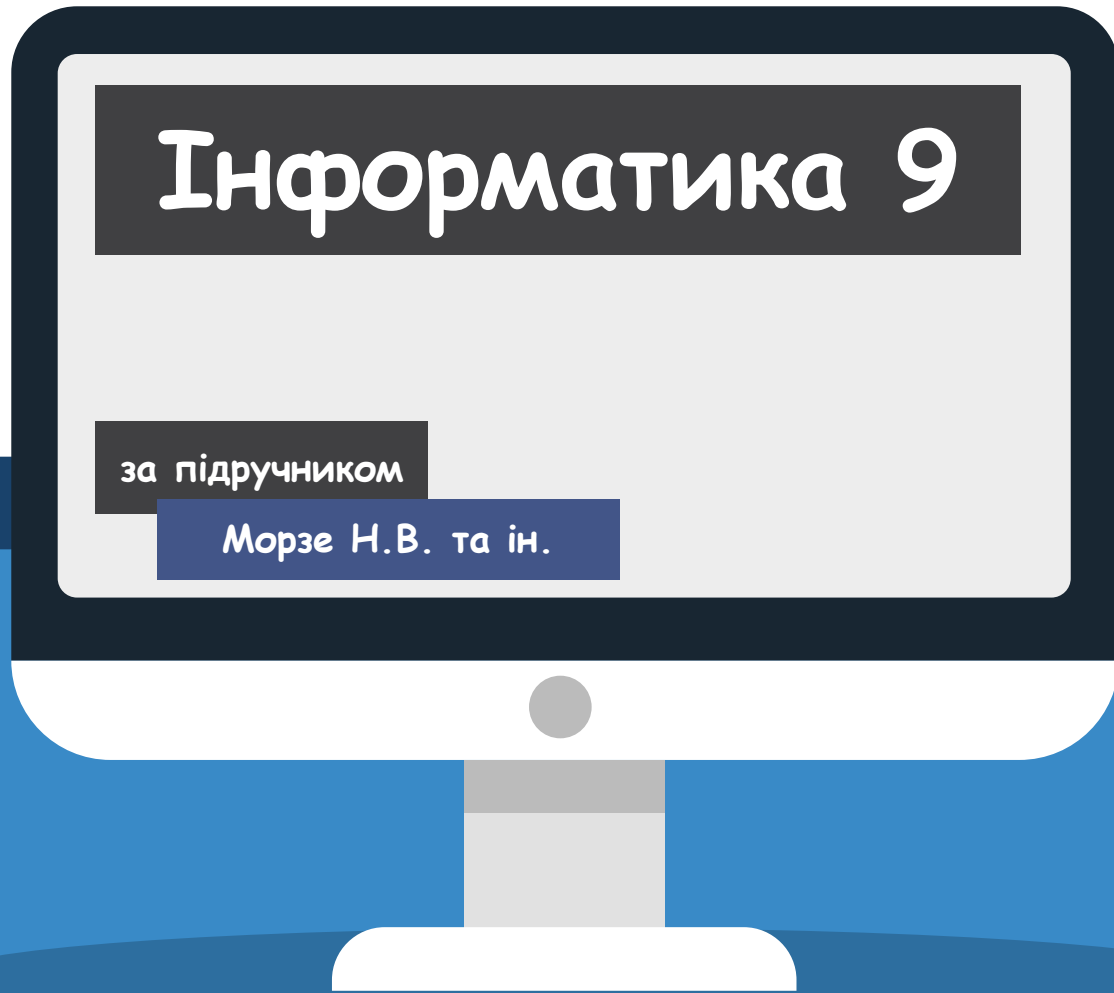 Інформатика 9
за підручником
Морзе Н.В. та ін.